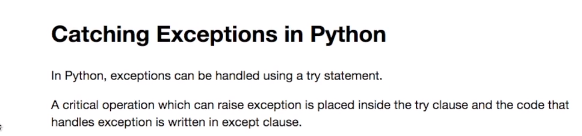 Catching Exceptions in Python
In Python, exceptions can be handled using a try statement.
A critical operation which can raise exception is placed inside the try clause and the code that
handles exception is written in except clause.